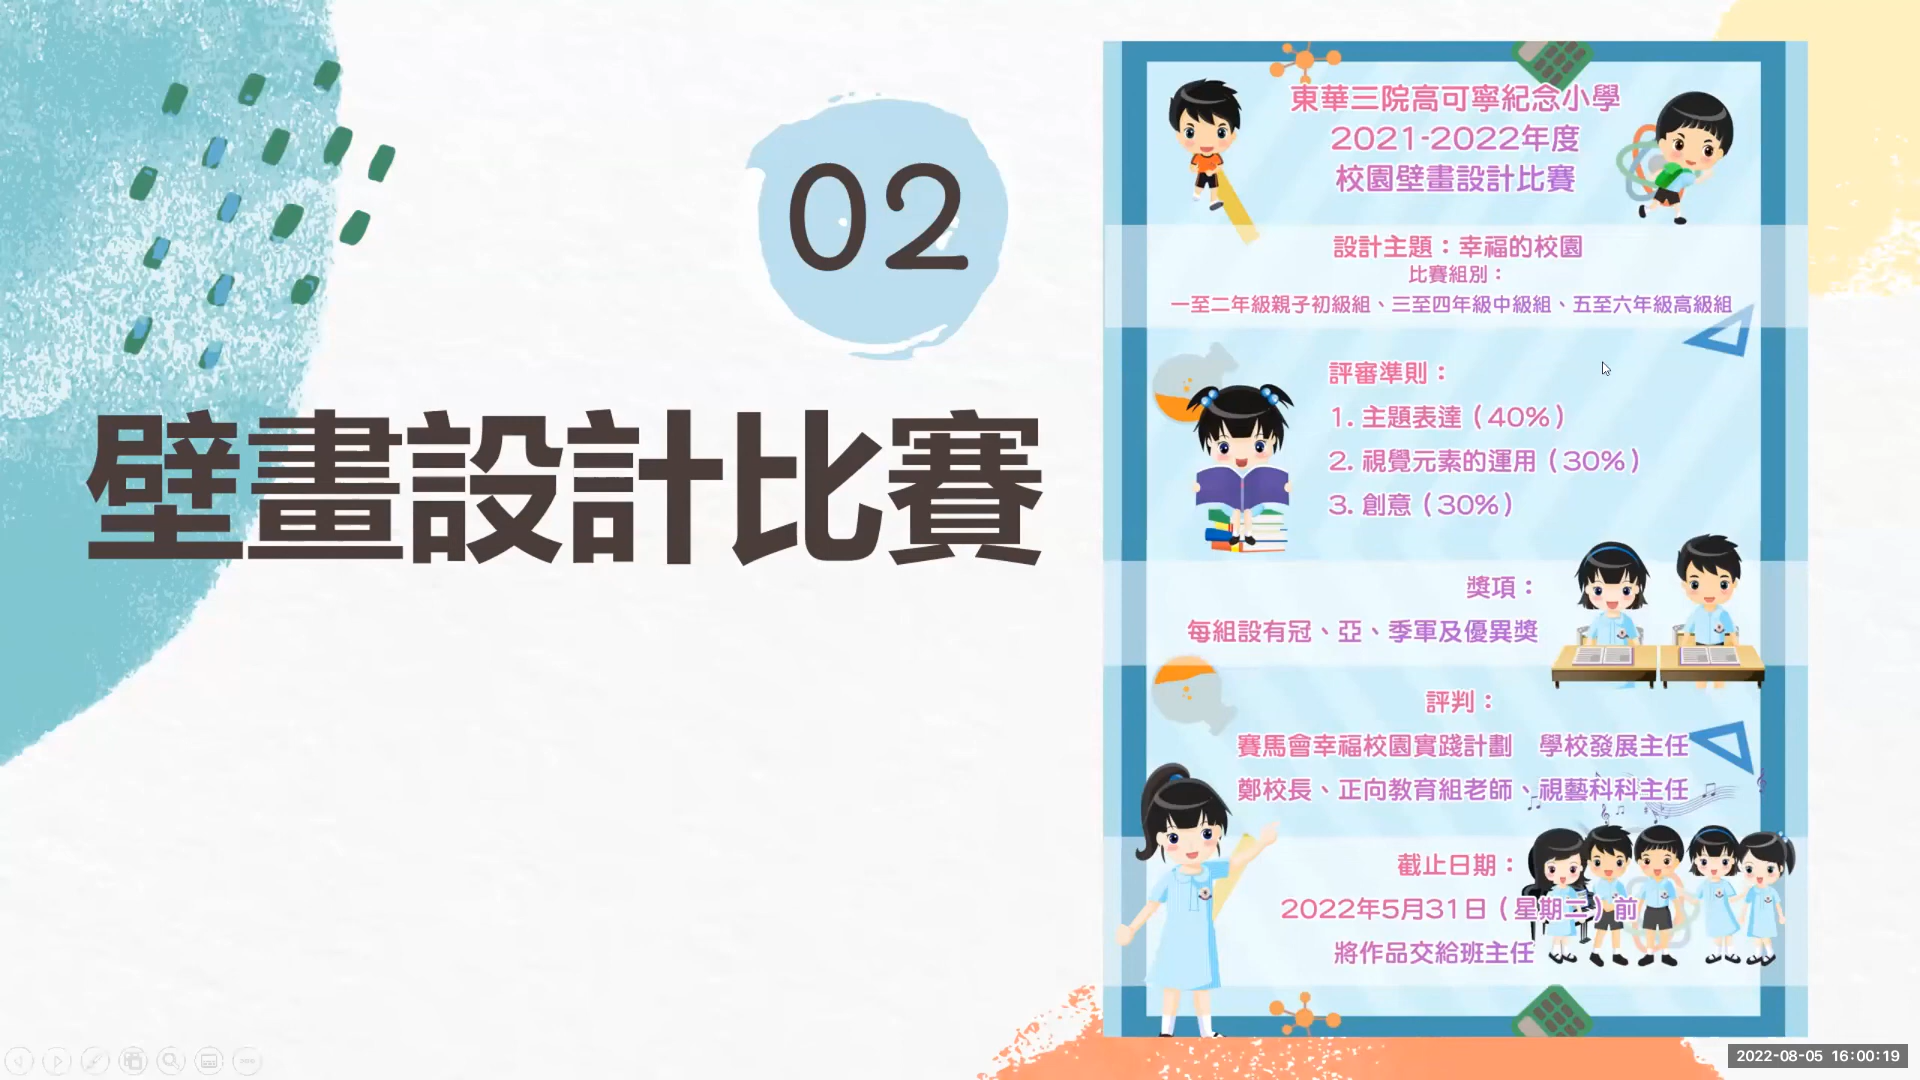 02
壁畫設計比賽
東華三院高可寧紀念小學
2021-2022年度
校園壁畫設計比賽
設計主題：幸福的校園
比賽組別：
一至二年級親子初級組、三至四年級中級組、五至六年級高級組
評審準則：
1. 主題表達（40%）
2. 視覺元素的運用（30%）
3. 創意（30%）
獎項：
每組設有冠、亞、季軍及優異獎
評判：
賽馬會幸福校園實踐計劃　學校發展主任
鄭校長、正向教育組老師、視藝科科主任
截止日期：
2022年5月31日（星期二）前
將作品交給班主任
2022-08-05 16:00:19